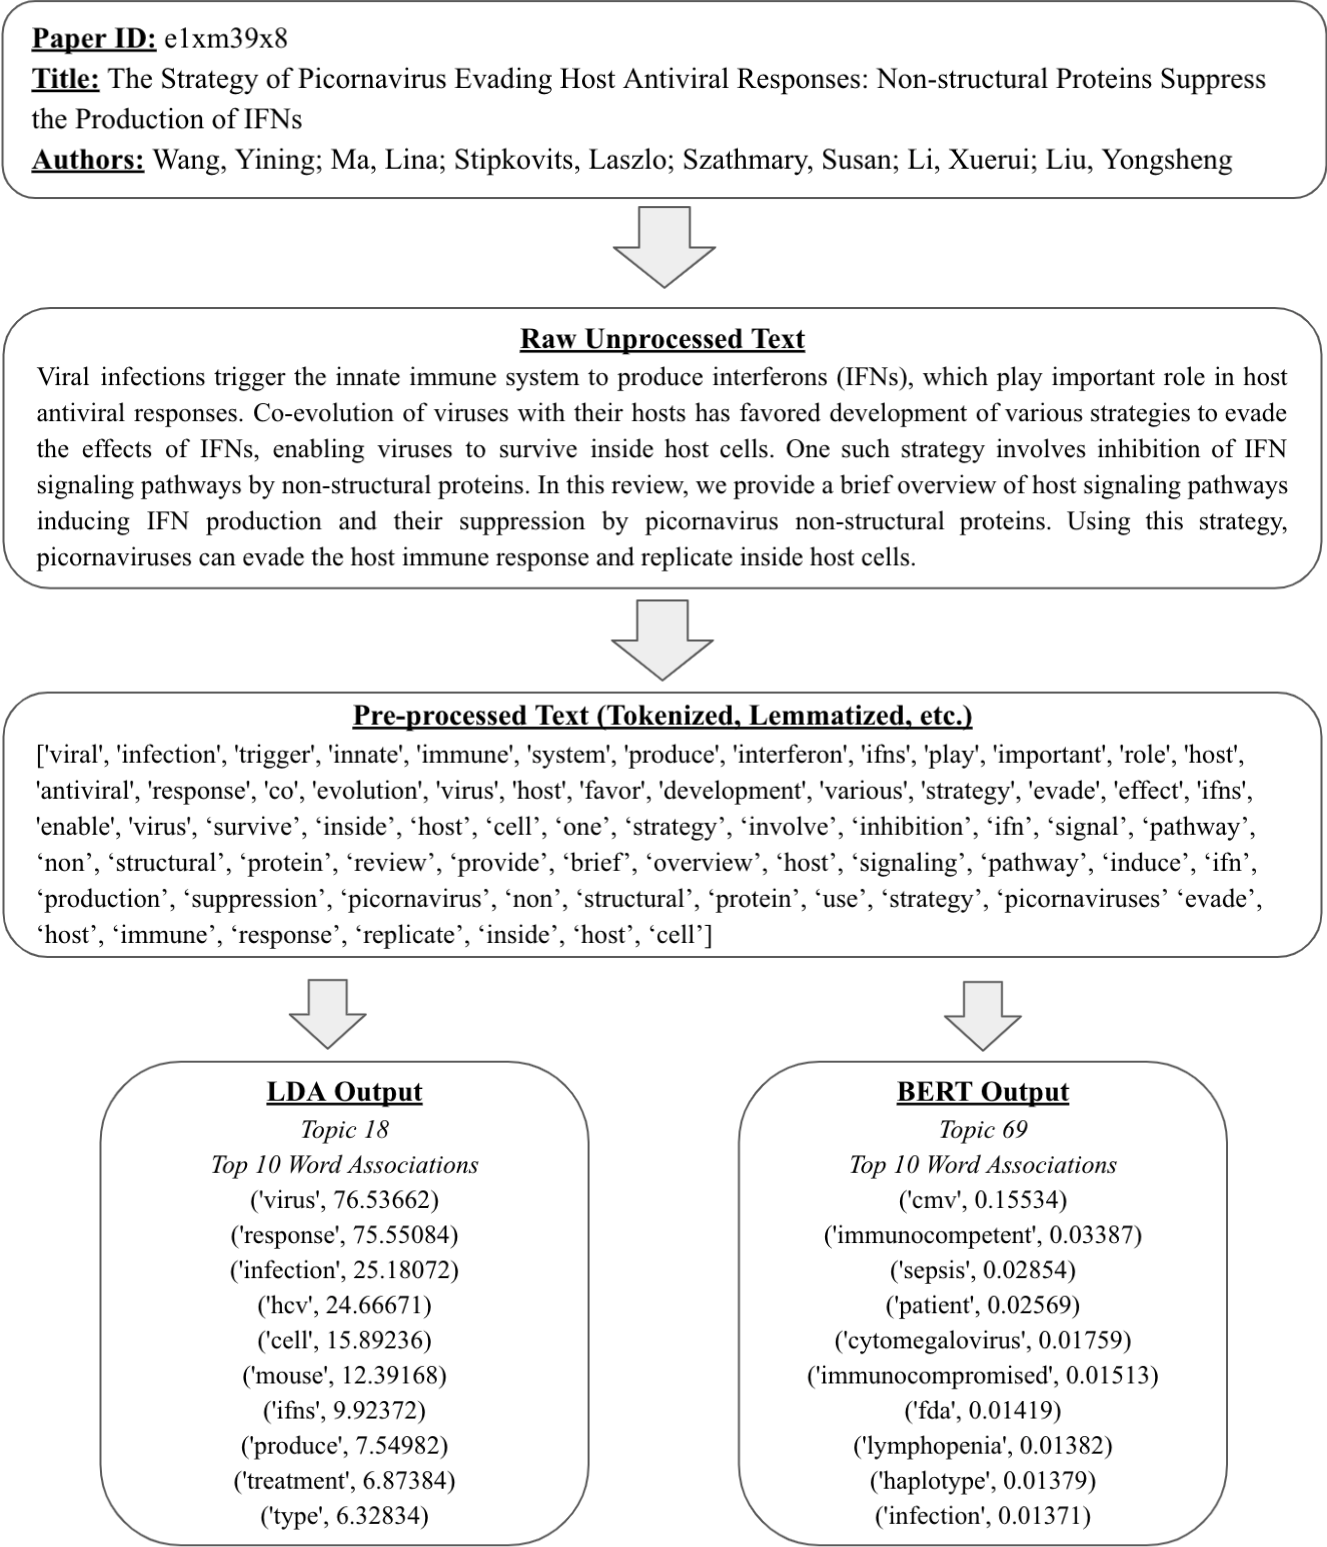 Paper ID: e1xm39x8
Title: The Strategy of Picornavirus Evading Host Antiviral Responses: Non-structural Proteins Suppress
the Production of IFNs
Authors: Wang, Yining; Ma, Lina; Stipkovits, Laszlo; Szathmary, Susan; Li, Xuerui; Liu, Yongsheng
Raw Unprocessed Text
Viral infections trigger the innate immune system to produce interferons (IFNs), which play important role in host
antiviral responses. Co-evolution of viruses with their hosts has favored development of various strategies to evade
the effects of IFNs, enabling viruses to survive inside host cells. One such strategy involves inhibition of IFN
signaling pathways by non-structural proteins. In this review, we provide a brief overview of host signaling pathways
inducing IFN production and their suppression by picornavirus non-structural proteins. Using this strategy,
picornaviruses can evade the host immune response and replicate inside host cells.
Pre-processed Text (Tokenized, Lemmatized, etc.)
['viral', 'infection', 'trigger', 'innate', 'immune', 'system', 'produce', 'interferon', 'ifns', 'play', 'important', 'role', 'host',
'antiviral', 'response', 'co', 'evolution', 'virus', 'host', 'favor', 'development', 'various', 'strategy', 'evade', 'effect', 'ifns',
'enable', 'virus', ‘survive’, ‘inside’, ‘host’, ‘cell’, ‘one’, ‘strategy’, ‘involve’, ‘inhibition’, ‘ifn’, ‘signal’, ‘pathway’,
‘non’, ‘structural’, ‘protein’, ‘review’, ‘provide’, ‘brief’, ‘overview’, ‘host’, ‘signaling’, ‘pathway’, ‘induce’, ‘ifn’,
‘production’, ‘suppression’, ‘picornavirus’, ‘non’, ‘structural’, ‘protein’, ‘use’, ‘strategy’, ‘picornaviruses’ ‘evade’,
‘host’, ‘immune’, ‘response’, ‘replicate’, ‘inside’, ‘host’, ‘cell’]
LDA Output
Topic 18
Top 10 Word Associations
('virus', 76.53662)
('response', 75.55084)
('infection', 25.18072)
('hcv', 24.66671)
('cell', 15.89236)
('mouse', 12.39168)
('ifns', 9.92372)
('produce', 7.54982)
('treatment', 6.87384)
('type', 6.32834)
BERT Output
Topic 69
Top 10 Word Associations
('cmv', 0.15534)
('immunocompetent', 0.03387)
('sepsis', 0.02854)
('patient', 0.02569)
('cytomegalovirus', 0.01759)
('immunocompromised', 0.01513)
('fda', 0.01419)
('lymphopenia', 0.01382)
('haplotype', 0.01379)
('infection', 0.01371)